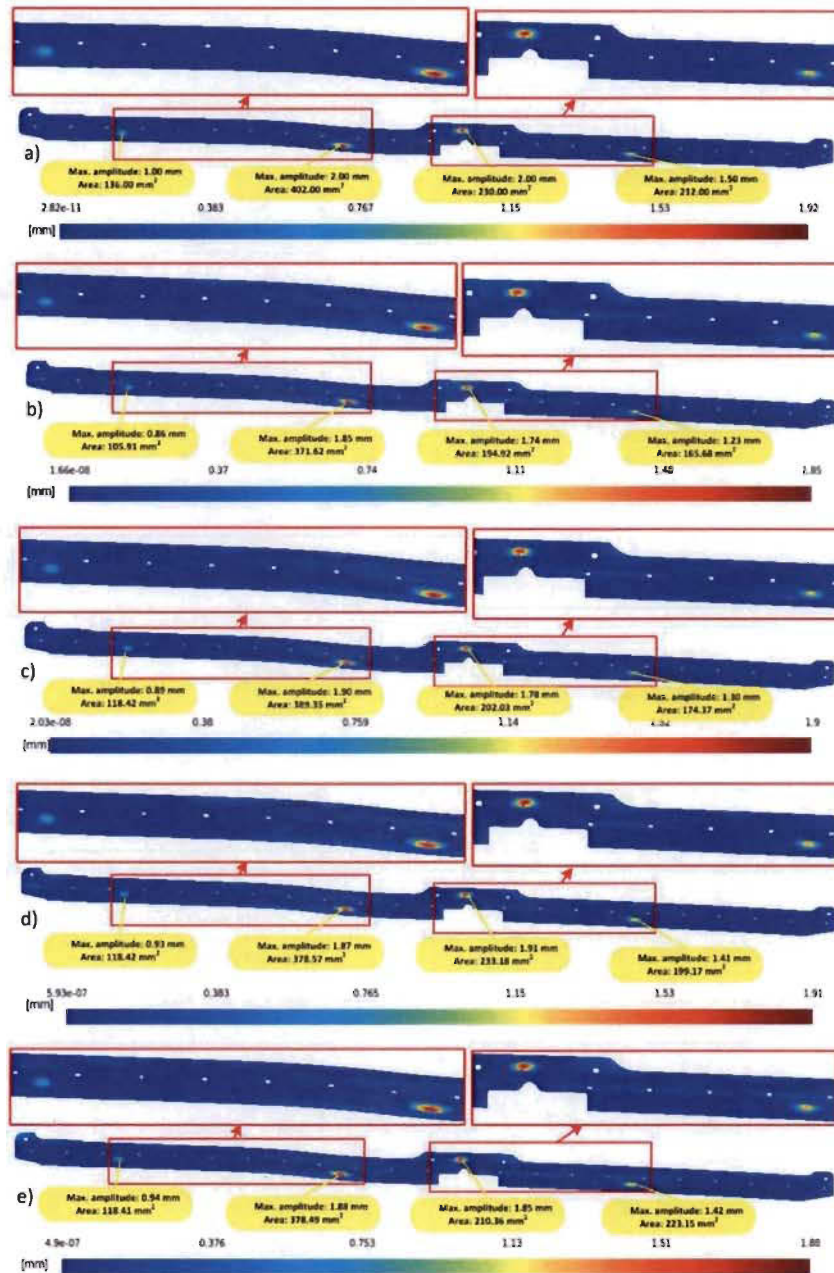 a)
Max. amplitude: 1.00 mm
Area: 136.00 mm²
Max. amplitude: 2.00 mm
Area: 402.00 mm²
Max. amplitude: 2.00 mm
Area: 230.00 mm²
Max. amplitude: 1.50 mm
Area: 212.00 mm²
2.82e-11 0.383 0.767 1.15 1.53 1.92
[mm]
b)
Max. amplitude: 0.86 mm
Area: 105.91 mm²
Max. amplitude: 1.85 mm
Area: 371.62 mm²
Max. amplitude: 1.74 mm
Area: 194.92 mm²
Max. amplitude: 1.23 mm
Area: 165.68 mm²
1.66e-08 0.37 0.74 1.11 1.48 1.85
[mm]
c)
Max. amplitude: 0.89 mm
Area: 118.42 mm²
Max. amplitude: 1.90 mm
Area: 389.35 mm²
Max. amplitude: 1.78 mm
Area: 202.03 mm²
Max. amplitude: 1.30 mm
Area: 174.37 mm²
2.03e-08 0.38 0.759 1.14 1.52 1.9
[mm]
d)
Max. amplitude: 0.93 mm
Area: 118.42 mm²
Max. amplitude: 1.87 mm
Area: 378.57 mm²
Max. amplitude: 1.91 mm
Area: 233.18 mm²
Max. amplitude: 1.41 mm
Area: 199.17 mm²
5.93e-07 0.383 0.765 1.15 1.53 1.91
[mm]
e)
Max. amplitude: 0.94 mm
Area: 118.41 mm²
Max. amplitude: 1.88 mm
Area: 378.49 mm²
Max. amplitude: 1.85 mm
Area: 210.36 mm²
Max. amplitude: 1.42 mm
Area: 223.15 mm²
4.9e-07 0.376 0.753 1.13 1.51 1.88
[mm]